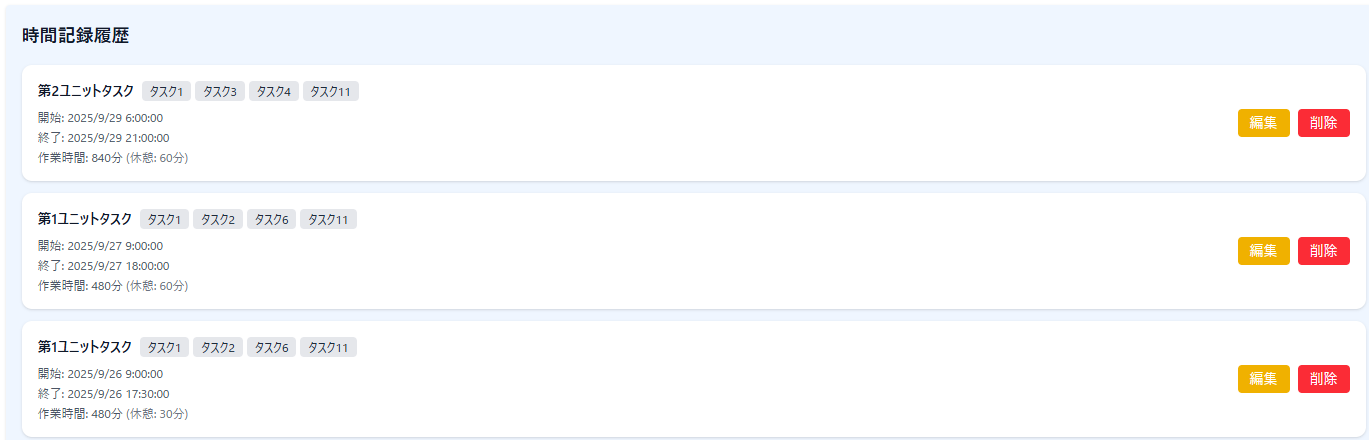 時間記録履歴
第2ユニットタスク タスク1 タスク3 タスク4 タスク11
開始: 2025/9/29 6:00:00
終了: 2025/9/29 21:00:00
作業時間: 840分 (休憩: 60分)
編集 削除
第1ユニットタスク タスク1 タスク2 タスク6 タスク11
開始: 2025/9/27 9:00:00
終了: 2025/9/27 18:00:00
作業時間: 480分 (休憩: 60分)
編集 削除
第1ユニットタスク タスク1 タスク2 タスク6 タスク11
開始: 2025/9/26 9:00:00
終了: 2025/9/26 17:30:00
作業時間: 480分 (休憩: 30分)
編集 削除